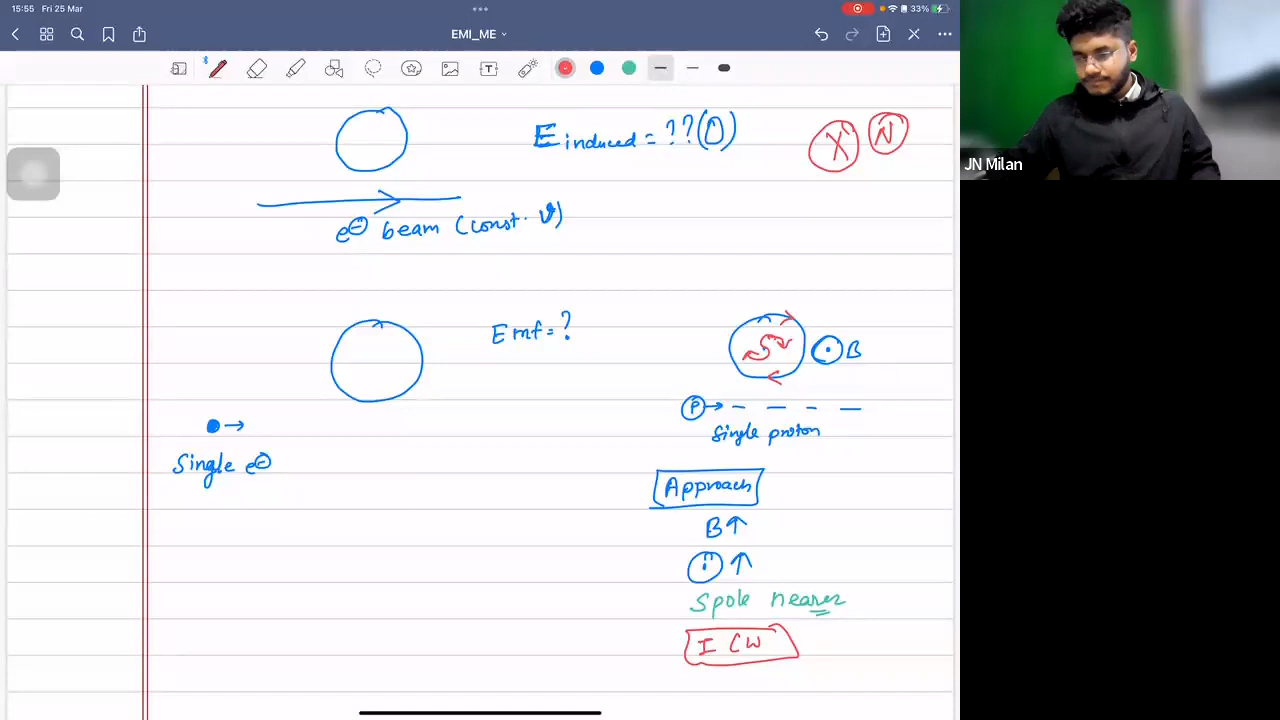 15:55 Fri 25 Mar
33%
EMI_ME
JN Milan
E induced = ?? (0)
X N
e⊖ beam (const. v)
Emf = ?
S
B
P
Single proton
Single e⊖
Approach
B↑
⊙↑
S pole nearer
I CW